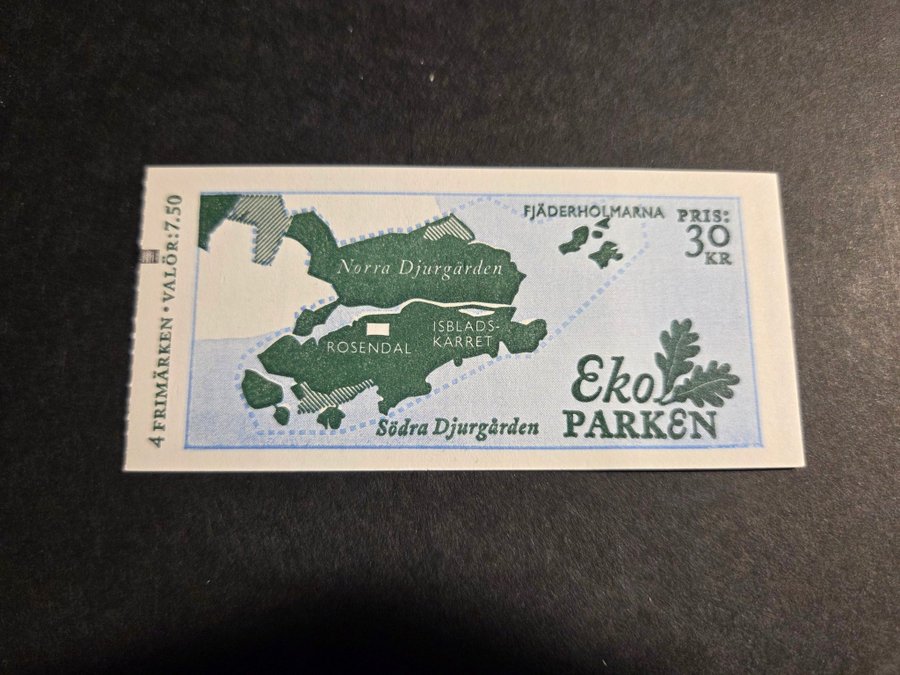 4 FRIMÄRKEN • VALÖR: 7.50
FJÄDERHOLMARNA
PRIS:
30
KR
Norra Djurgården
ROSENDAL
ISBLADS-
KÄRRET
Södra Djurgården
Eko
PARKEN